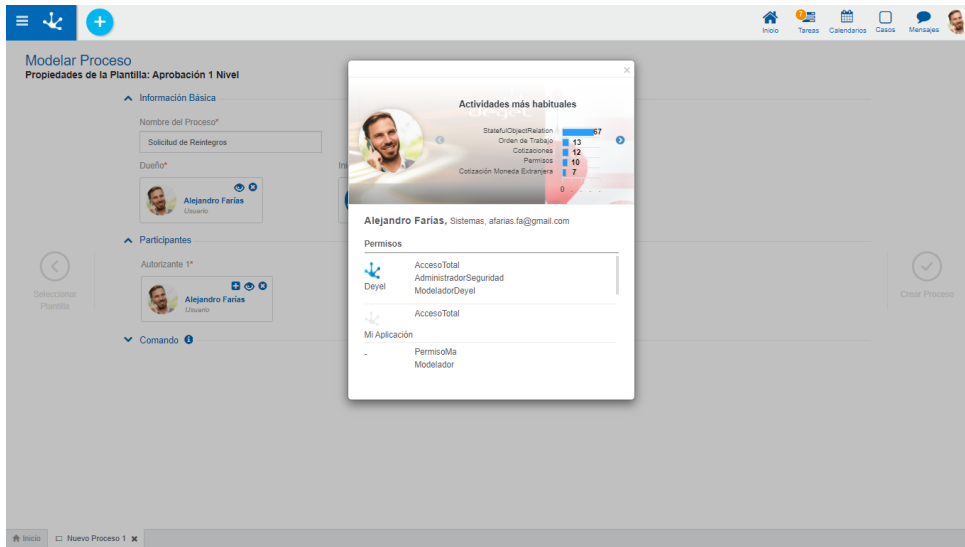 7
Inicio
Tareas
Calendarios
Casos
Mensajes
Modelar Proceso
Propiedades de la Plantilla: Aprobación 1 Nivel
Información Básica
Nombre del Proceso*
Solicitud de Reintegros
Dueño*
Alejandro Farías
Usuario
Participantes
Autorizante 1*
Alejandro Farías
Usuario
Comando
Seleccionar
Plantilla
Crear Proceso
×
Actividades más habituales
StatefulObjectRelation 67
Orden de Trabajo 13
Cotizaciones 12
Permisos 10
Cotización Moneda Extranjera 7
0
Alejandro Farías, Sistemas, afarias.fa@gmail.com
Permisos
Deyel
AccesoTotal
AdministradorSeguridad
ModeladorDeyel
AccesoTotal
Mi Aplicación
- PermisoMa
Modelador
Inicio
Nuevo Proceso 1